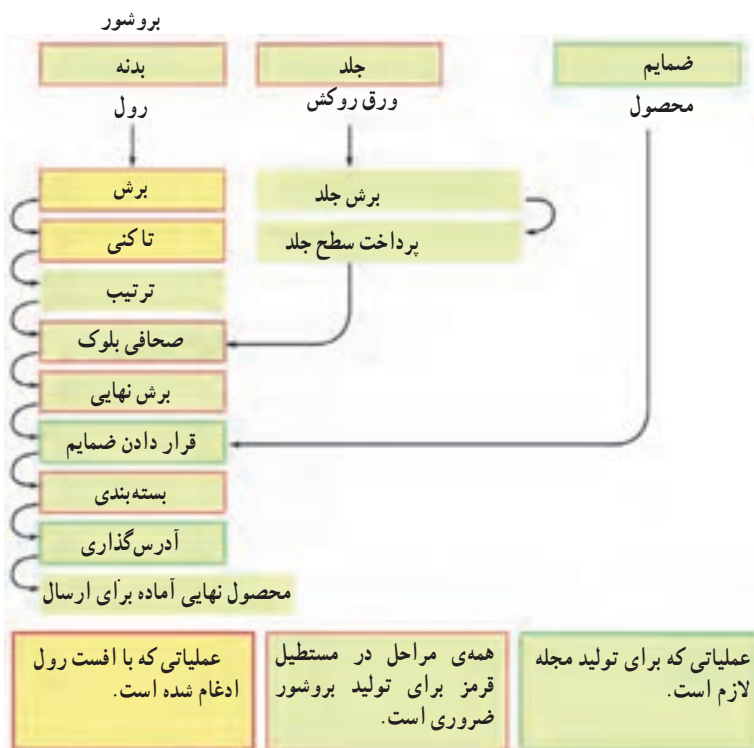 بروشور
بدنه
جلد
ضمایم
رول
ورق روکش
محصول
برش
تا کنی
ترتیب
صحافی بلوک
برش نهایی
قرار دادن ضمایم
بسته‌بندی
آدرس‌گذاری
محصول نهایی آماده برای ارسال
برش جلد
پرداخت سطح جلد
عملیاتی که برای تولید مجله
لازم است.
همه‌ی مراحل در مستطیل
قرمز برای تولید بروشور
ضروری است.
عملیاتی که با افست رول
ادغام شده است.